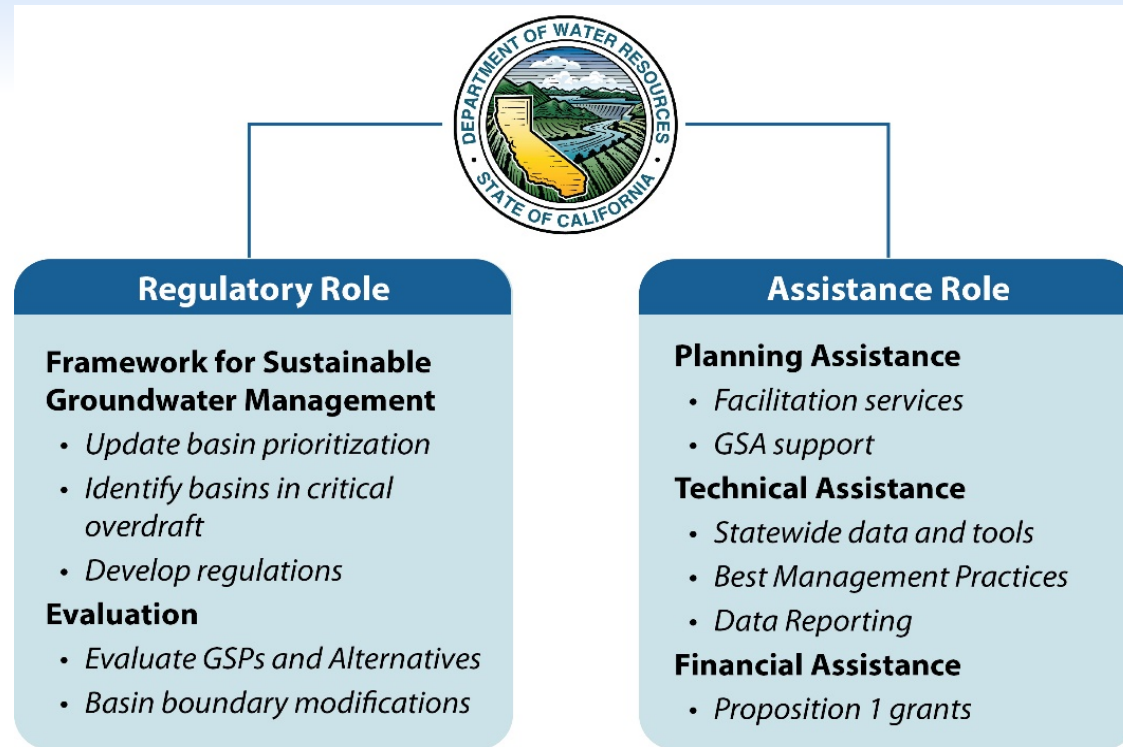 DEPARTMENT OF WATER RESOURCES
STATE OF CALIFORNIA
Regulatory Role
Framework for Sustainable
Groundwater Management
• Update basin prioritization
• Identify basins in critical
overdraft
• Develop regulations
Evaluation
• Evaluate GSPs and Alternatives
• Basin boundary modifications
Assistance Role
Planning Assistance
• Facilitation services
• GSA support
Technical Assistance
• Statewide data and tools
• Best Management Practices
• Data Reporting
Financial Assistance
• Proposition 1 grants